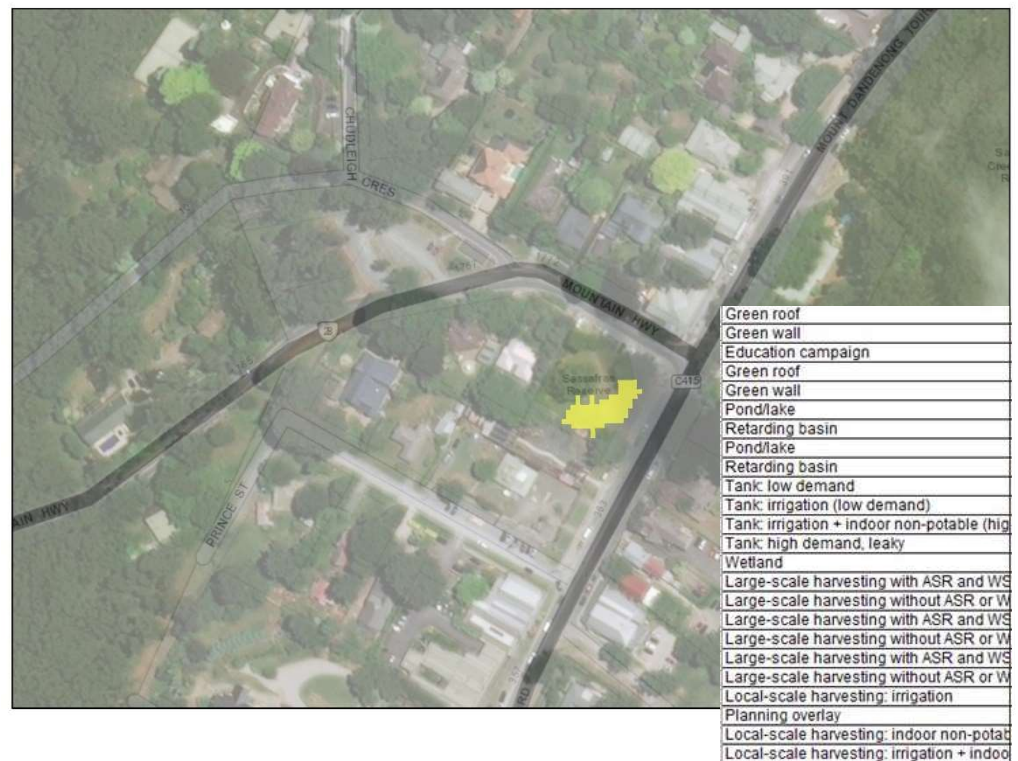 CHUDLEIGH
CRES
MOUNT DANDENONG TOUR
MOUNTAIN HWY
28
Sassafras
Reserve
C415
AIN HWY
PRINCE ST
RD
Green roof
Green wall
Education campaign
Green roof
Green wall
Pond/lake
Retarding basin
Pond/lake
Retarding basin
Tank: low demand
Tank: irrigation (low demand)
Tank: irrigation + indoor non-potable (hig
Tank: high demand, leaky
Wetland
Large-scale harvesting with ASR and WS
Large-scale harvesting without ASR or W
Large-scale harvesting with ASR and WS
Large-scale harvesting without ASR or W
Large-scale harvesting with ASR and WS
Large-scale harvesting without ASR or W
Local-scale harvesting: irrigation
Planning overlay
Local-scale harvesting: indoor non-potab
Local-scale harvesting: irrigation + indoo